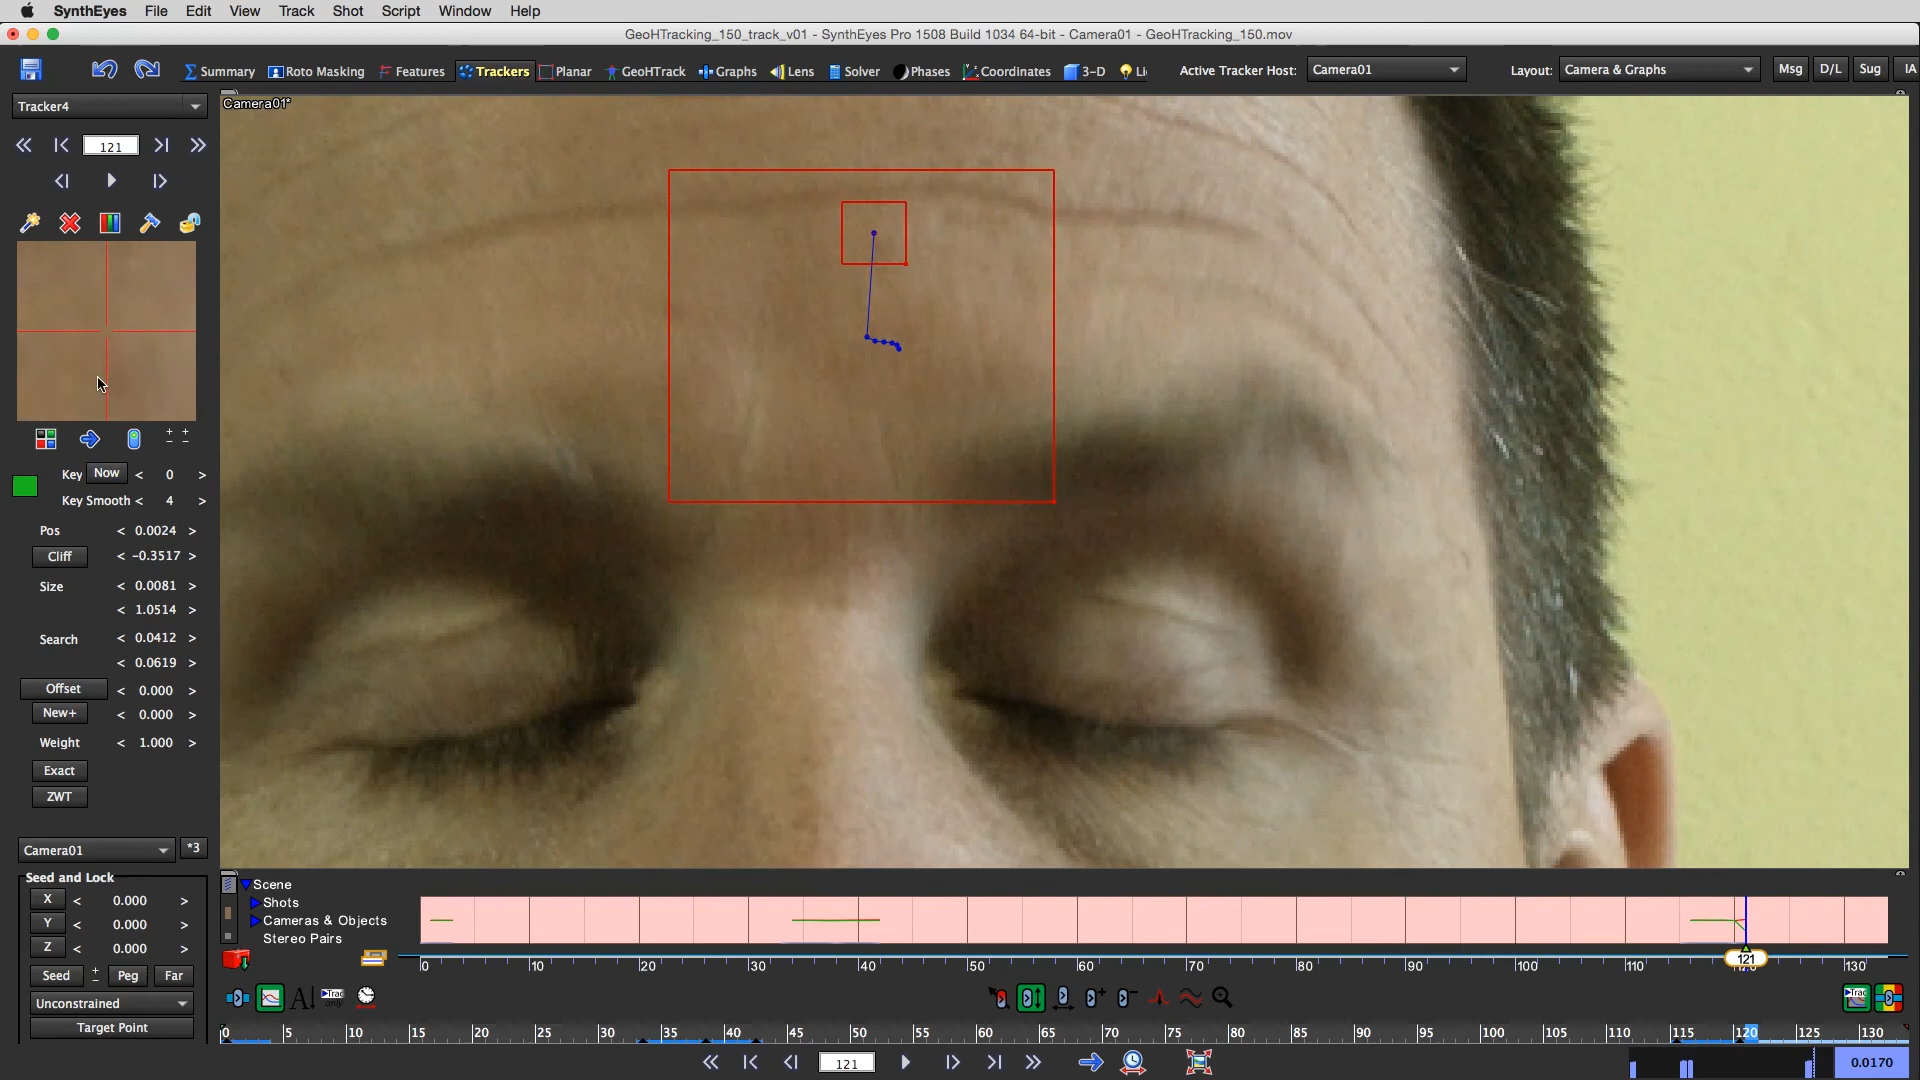 SynthEyes File Edit View Track Shot Script Window Help
GeoHTracking_150_track_v01 - SynthEyes Pro 1508 Build 1034 64-bit - Camera01 - GeoHTracking_150.mov
Summary Roto Masking Features Trackers Planar GeoHTrack Graphs Lens Solver Phases Coordinates 3-D Li Active Tracker Host: Camera01 Layout: Camera & Graphs Msg D/L Sug IA
Tracker4
Camera01*
121
Key Now < 0 >
Key Smooth < 4 >
Pos < 0.0024 >
Cliff < -0.3517 >
Size < 0.0081 >
< 1.0514 >
Search < 0.0412 >
< 0.0619 >
Offset < 0.000 >
New+ < 0.000 >
Weight < 1.000 >
Exact
ZWT
Camera01 *3
Seed and Lock
X < 0.000 >
Y < 0.000 >
Z < 0.000 >
Seed Peg Far
Unconstrained
Target Point
Scene
Shots
Cameras & Objects
Stereo Pairs
0 10 20 30 40 50 60 70 80 90 100 110 121 130
0 5 10 15 20 25 30 35 40 45 50 55 60 65 70 75 80 85 90 95 100 105 110 115 120 125 130
121
0.0170